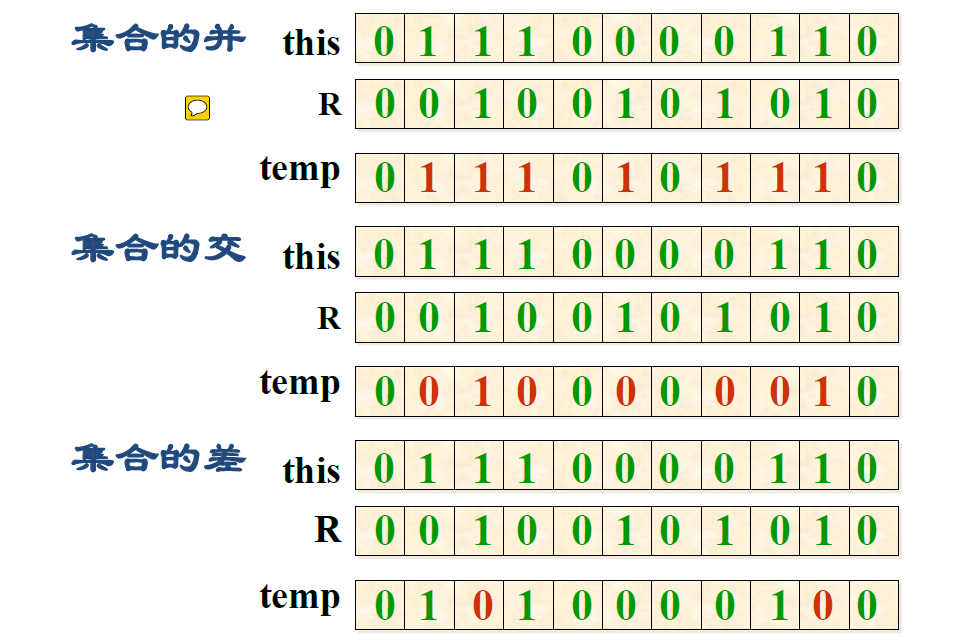 集合的并 this 0 1 1 1 0 0 0 0 1 1 0
R 0 0 1 0 0 1 0 1 0 1 0
temp 0 1 1 1 0 1 0 1 1 1 0
集合的交 this 0 1 1 1 0 0 0 0 1 1 0
R 0 0 1 0 0 1 0 1 0 1 0
temp 0 0 1 0 0 0 0 0 0 1 0
集合的差 this 0 1 1 1 0 0 0 0 1 1 0
R 0 0 1 0 0 1 0 1 0 1 0
temp 0 1 0 1 0 0 0 0 1 0 0